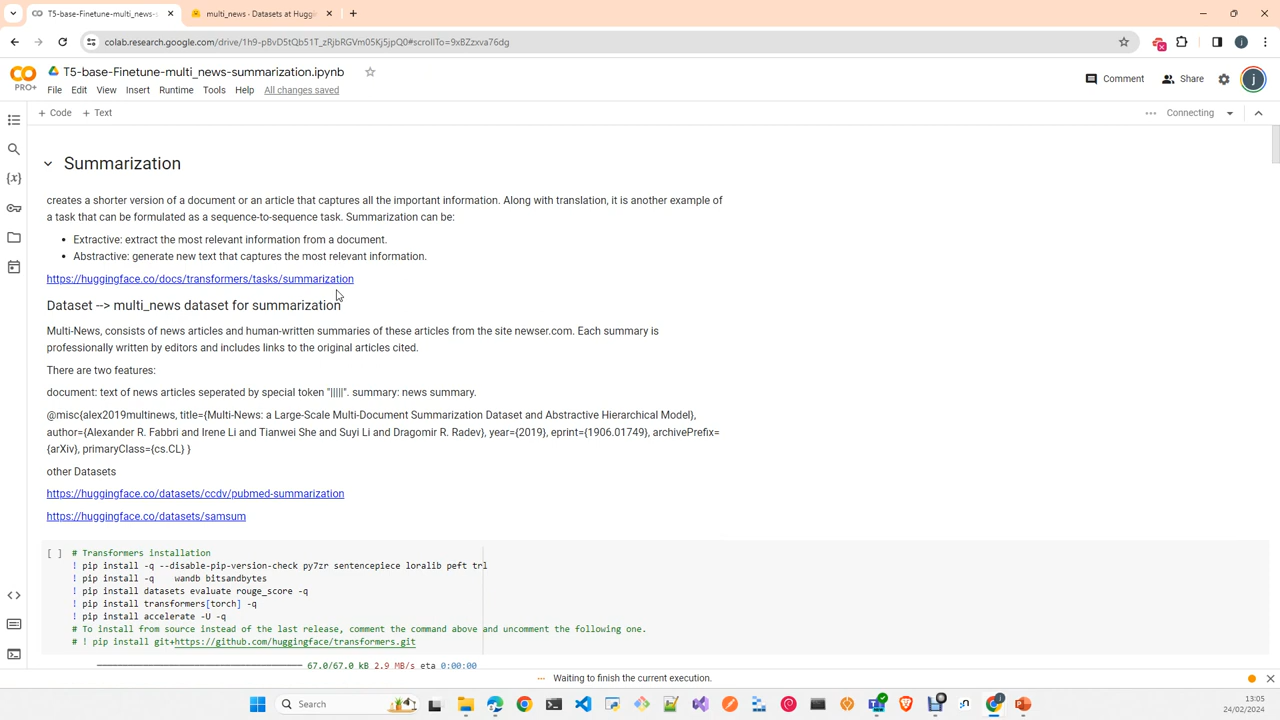 T5-base-Finetune-multi_news-s
multi_news · Datasets at Huggi
colab.research.google.com/drive/1h9-pBvD5tQb51T_zRjbRGVm05Kj5jpQ0#scrollTo=9xBZzxva76dg
CO
PRO+
T5-base-Finetune-multi_news-summarization.ipynb
Comment
Share
j
File Edit View Insert Runtime Tools Help All changes saved
+ Code + Text
Connecting
Summarization
creates a shorter version of a document or an article that captures all the important information. Along with translation, it is another example of
a task that can be formulated as a sequence-to-sequence task. Summarization can be:
• Extractive: extract the most relevant information from a document.
• Abstractive: generate new text that captures the most relevant information.
https://huggingface.co/docs/transformers/tasks/summarization
Dataset --> multi_news dataset for summarization
Multi-News, consists of news articles and human-written summaries of these articles from the site newser.com. Each summary is
professionally written by editors and includes links to the original articles cited.
There are two features:
document: text of news articles seperated by special token "|||||". summary: news summary.
@misc{alex2019multinews, title={Multi-News: a Large-Scale Multi-Document Summarization Dataset and Abstractive Hierarchical Model},
author={Alexander R. Fabbri and Irene Li and Tianwei She and Suyi Li and Dragomir R. Radev}, year={2019}, eprint={1906.01749}, archivePrefix=
{arXiv}, primaryClass={cs.CL} }
other Datasets
https://huggingface.co/datasets/ccdv/pubmed-summarization
https://huggingface.co/datasets/samsum
[ ] # Transformers installation
! pip install -q --disable-pip-version-check py7zr sentencepiece loralib peft trl
! pip install -q wandb bitsandbytes
! pip install datasets evaluate rouge_score -q
! pip install transformers[torch] -q
! pip install accelerate -U -q
# To install from source instead of the last release, comment the command above and uncomment the following one.
# ! pip install git+https://github.com/huggingface/transformers.git
67.0/67.0 kB 2.9 MB/s eta 0:00:00
Waiting to finish the current execution.
Search
13:05
24/02/2024